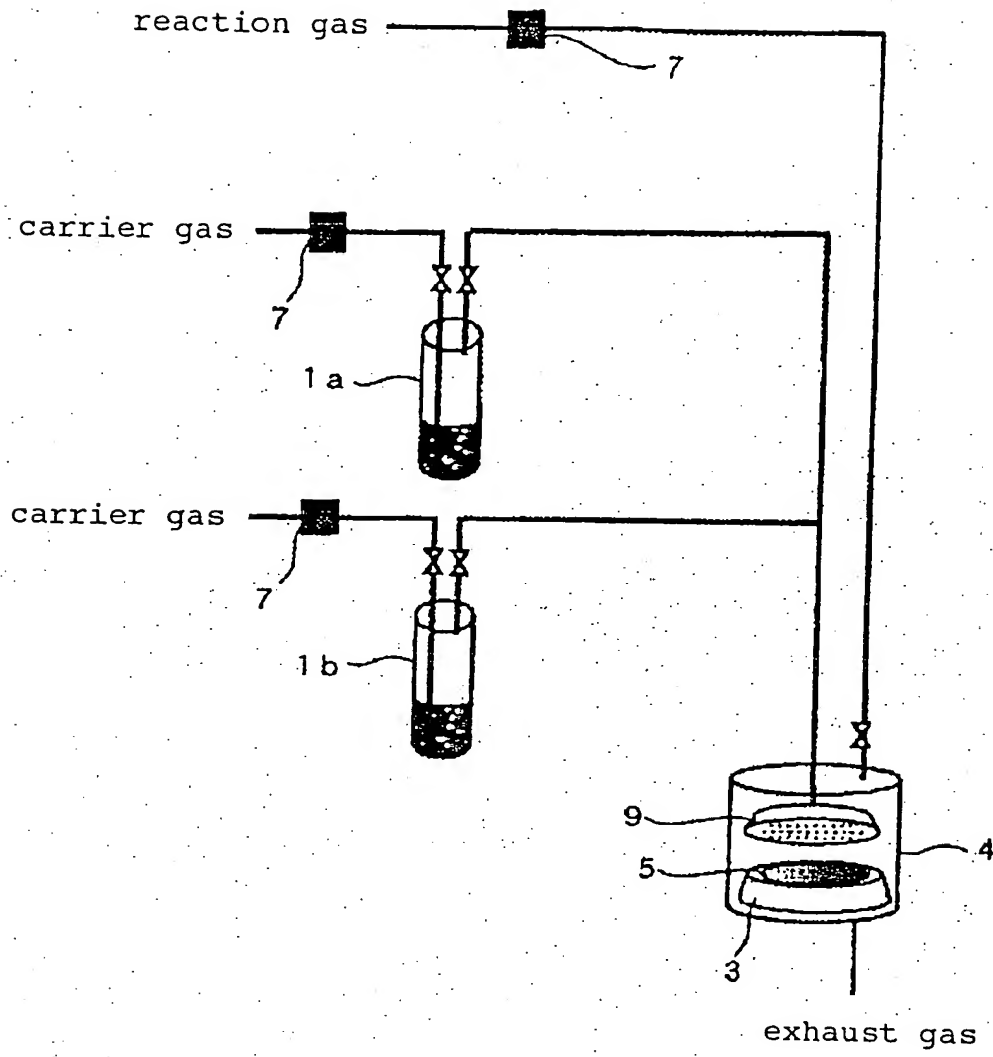 reaction gas
7
carrier gas
7
1a
carrier gas
7
1b
9
4
5
3
exhaust gas